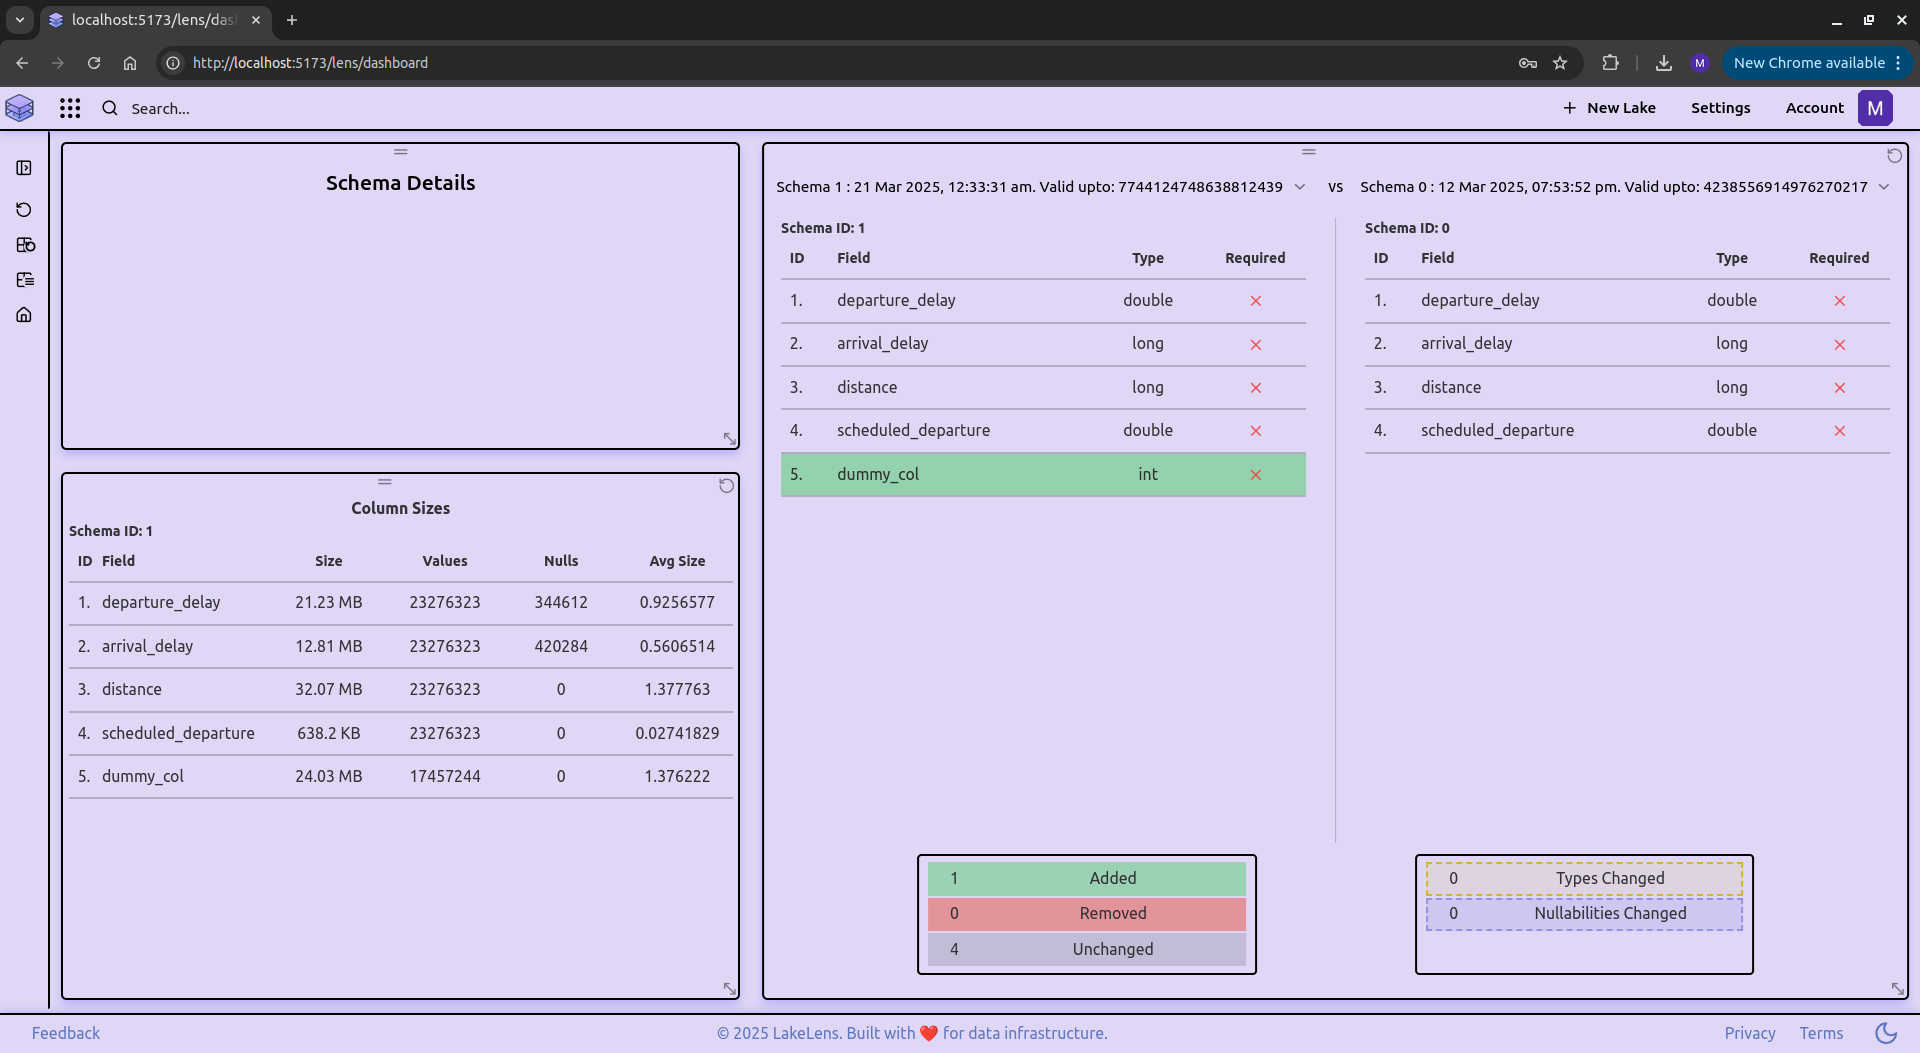 localhost:5173/lens/das
http://localhost:5173/lens/dashboard
M
New Chrome available
Search...
New Lake
Settings
Account
M
Schema Details
Column Sizes
Schema ID: 1
ID Field Size Values Nulls Avg Size
1. departure_delay 21.23 MB 23276323 344612 0.9256577
2. arrival_delay 12.81 MB 23276323 420284 0.5606514
3. distance 32.07 MB 23276323 0 1.377763
4. scheduled_departure 638.2 KB 23276323 0 0.02741829
5. dummy_col 24.03 MB 17457244 0 1.376222
Schema 1 : 21 Mar 2025, 12:33:31 am. Valid upto: 7744124748638812439
vs
Schema 0 : 12 Mar 2025, 07:53:52 pm. Valid upto: 4238556914976270217
Schema ID: 1
ID Field Type Required
1. departure_delay double
2. arrival_delay long
3. distance long
4. scheduled_departure double
5. dummy_col int
Schema ID: 0
ID Field Type Required
1. departure_delay double
2. arrival_delay long
3. distance long
4. scheduled_departure double
1 Added
0 Removed
4 Unchanged
0 Types Changed
0 Nullabilities Changed
Feedback
© 2025 LakeLens. Built with ❤️ for data infrastructure.
Privacy
Terms